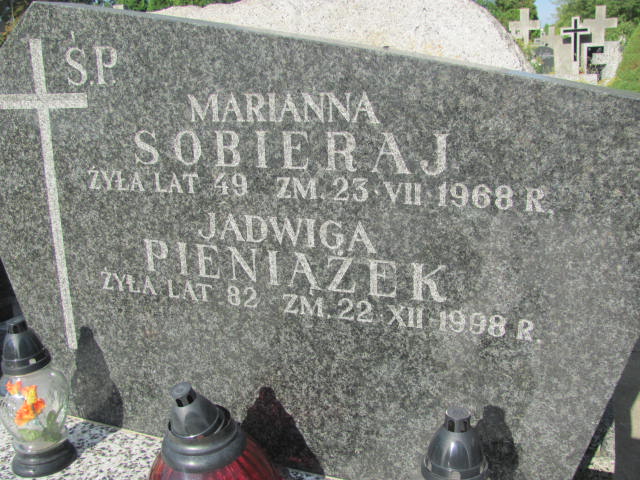 ŚP.
MARIANNA
SOBIERAJ
ŻYŁA LAT 49 ZM. 23 VII 1968 R.
JADWIGA
PIENIĄŻEK
ŻYŁA LAT 82 ZM. 22 XII 1998 R.